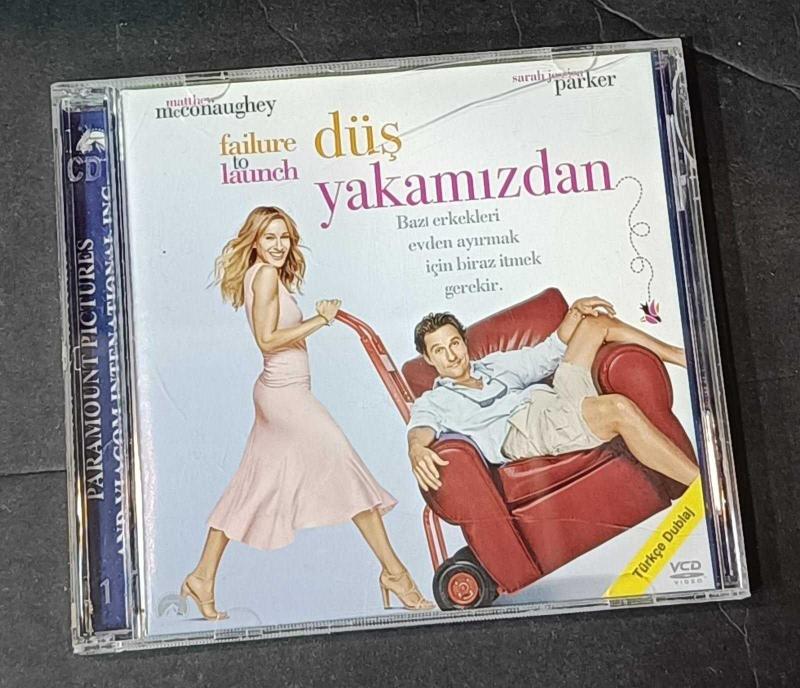 matthew
mcconaughey
sarah jessica
parker
failure
to
launch
düş
yakamızdan
Bazı erkekleri
evden ayırmak
için biraz itmek
gerekir.
Türkçe Dublaj
VCD
VIDEO
CD
PARAMOUNT PICTURES
AND VIACOM INTENATIONAL INC
1